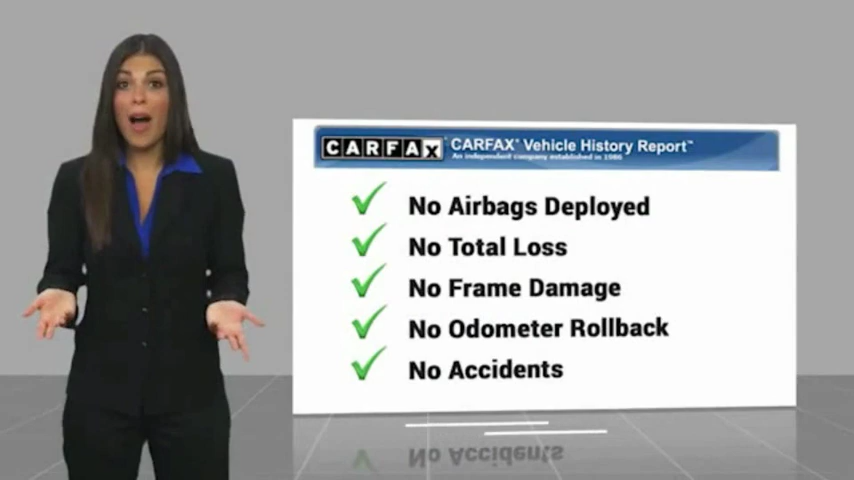 CARFAX CARFAX® Vehicle History Report™
An independent company established in 1986
No Airbags Deployed
No Total Loss
No Frame Damage
No Odometer Rollback
No Accidents
No Accidents